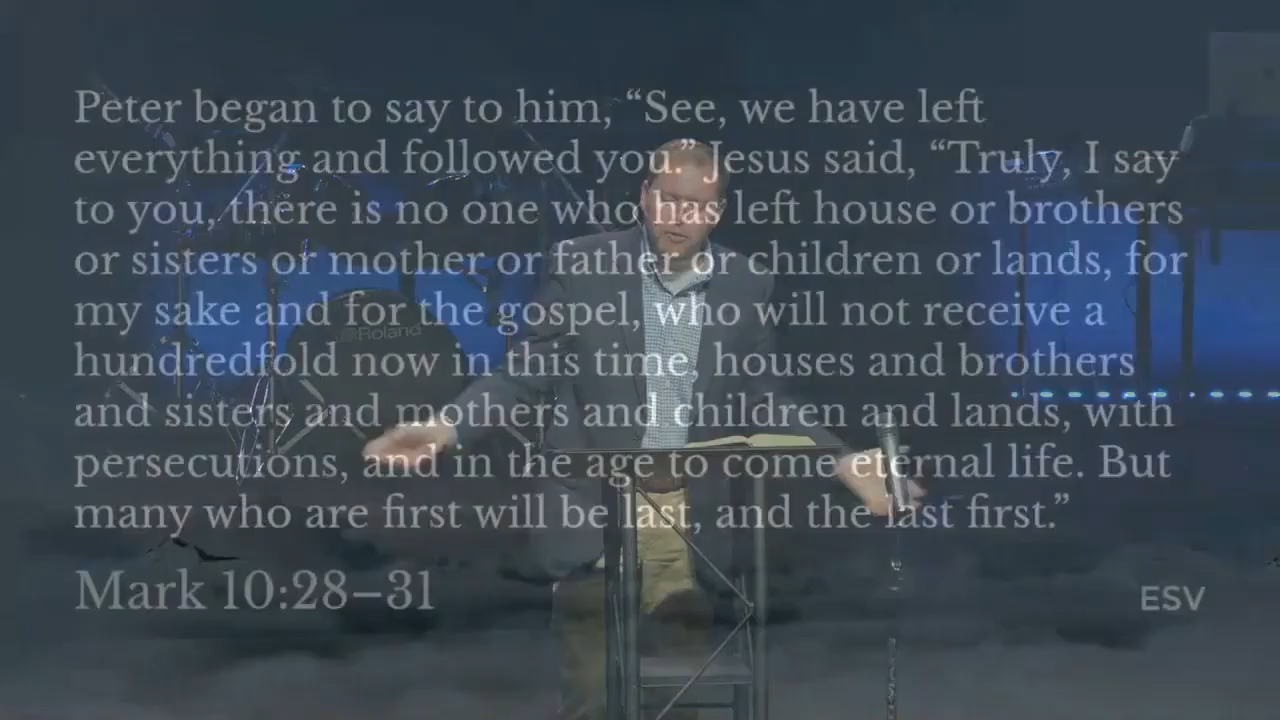 Peter began to say to him, “See, we have left
everything and followed you.” Jesus said, “Truly, I say
to you, there is no one who has left house or brothers
or sisters or mother or father or children or lands, for
my sake and for the gospel, who will not receive a
hundredfold now in this time, houses and brothers
and sisters and mothers and children and lands, with
persecutions, and in the age to come eternal life. But
many who are first will be last, and the last first.”
Mark 10:28–31
ESV
Roland